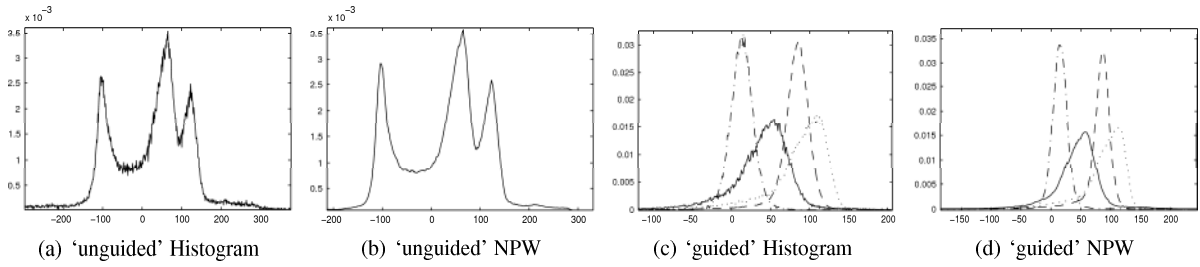 x 10⁻³
3.5
3
2.5
2
1.5
1
0.5
−200 −100 0 100 200 300
(a) ‘unguided’ Histogram
x 10⁻³
3.5
3
2.5
2
1.5
1
0.5
−200 −100 0 100 200 300
(b) ‘unguided’ NPW
0.03
0.025
0.02
0.015
0.01
0.005
0
−100 −50 0 50 100 150 200
(c) ‘guided’ Histogram
0.035
0.03
0.025
0.02
0.015
0.01
0.005
0
−150 −100 −50 0 50 100 150 200
(d) ‘guided’ NPW